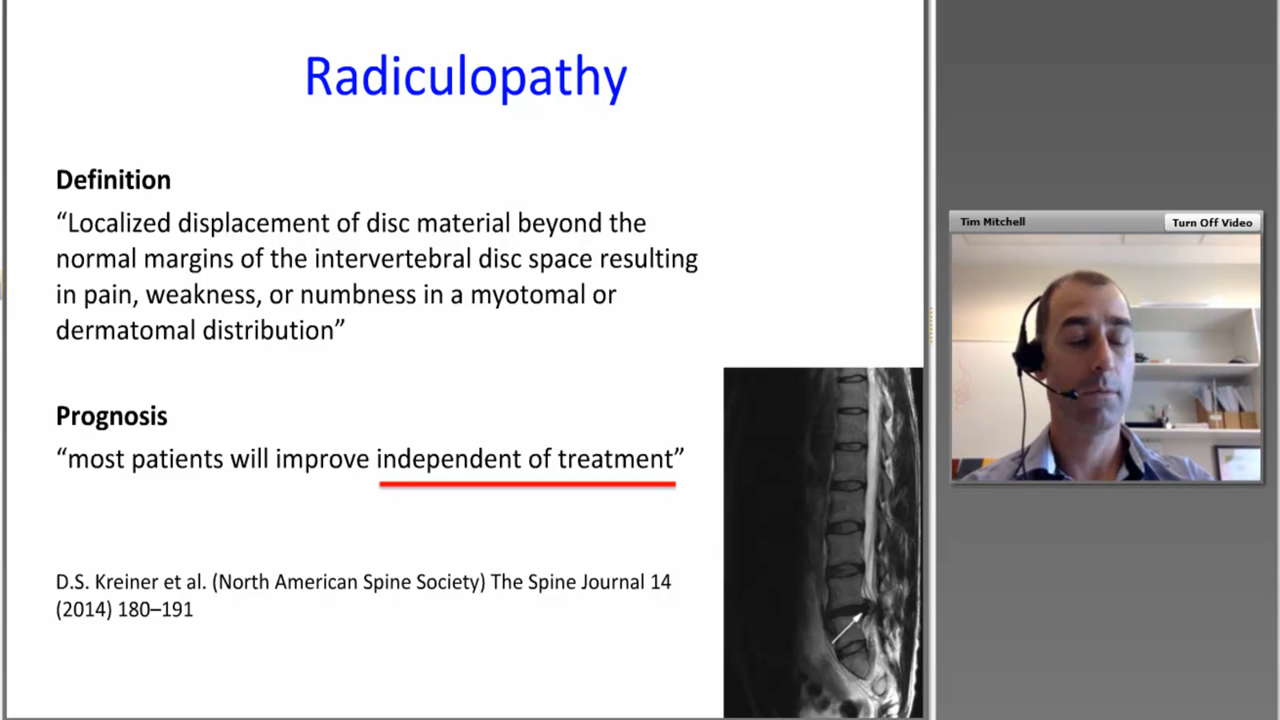 Radiculopathy
Definition
“Localized displacement of disc material beyond the
normal margins of the intervertebral disc space resulting
in pain, weakness, or numbness in a myotomal or
dermatomal distribution”
Prognosis
“most patients will improve independent of treatment”
D.S. Kreiner et al. (North American Spine Society) The Spine Journal 14
(2014) 180–191
Tim Mitchell
Turn Off Video